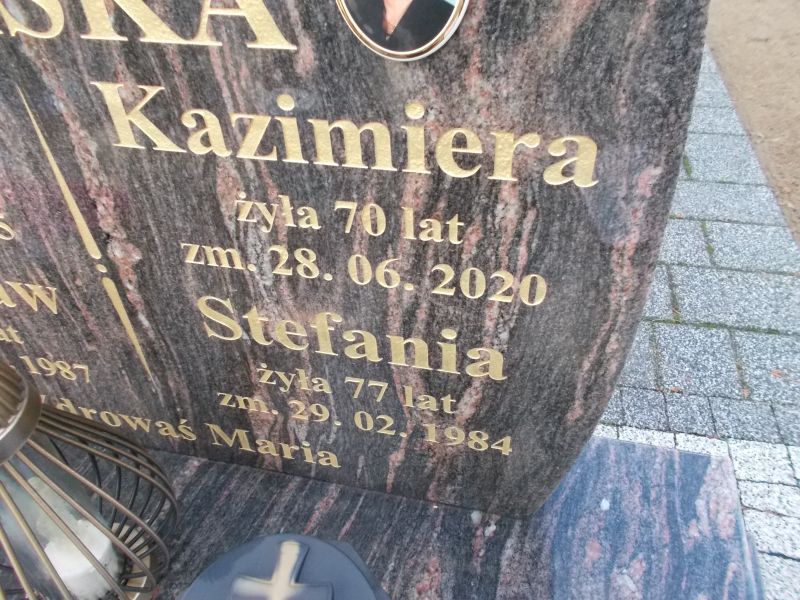 SKA
Kazimiera
żyła 70 lat
zm. 28. 06. 2020
Stefania
żyła 77 lat
zm. 29. 02. 1984
1987
Zdrowaś Maria